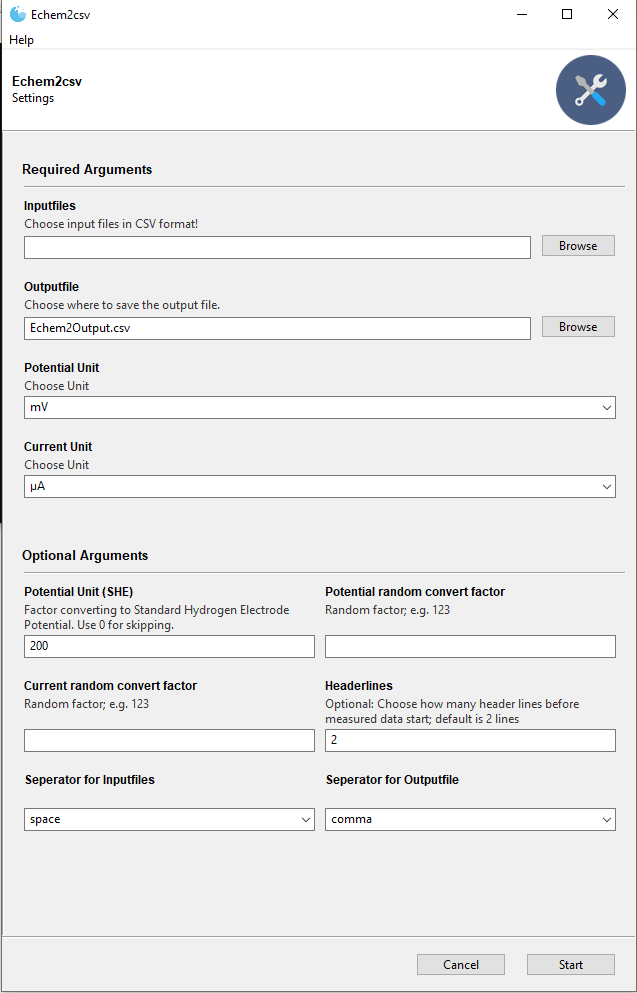 Echem2csv
Help
Echem2csv
Settings
Required Arguments
Inputfiles
Choose input files in CSV format!
Browse
Outputfile
Choose where to save the output file.
Echem2Output.csv
Browse
Potential Unit
Choose Unit
mV
Current Unit
Choose Unit
µA
Optional Arguments
Potential Unit (SHE)
Factor converting to Standard Hydrogen Electrode
Potential. Use 0 for skipping.
200
Potential random convert factor
Random factor; e.g. 123
Current random convert factor
Random factor; e.g. 123
Headerlines
Optional: Choose how many header lines before
measured data start; default is 2 lines
2
Seperator for Inputfiles
space
Seperator for Outputfile
comma
Cancel
Start